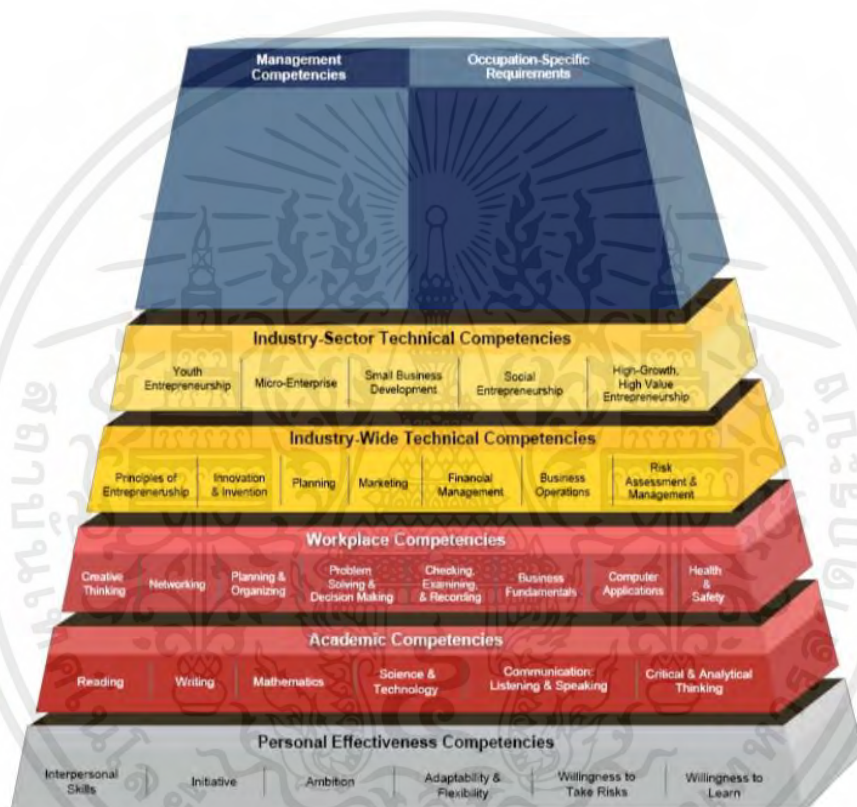 Management
Competencies
Occupation-Specific
Requirements
Industry-Sector Technical Competencies
Youth
Entrepreneurship
Micro-Enterprise
Small Business
Development
Social
Entrepreneurship
High-Growth,
High Value
Entrepreneurship
Industry-Wide Technical Competencies
Principles of
Entrepreneruship
Innovation
& Invention
Planning
Marketing
Financial
Management
Business
Operations
Risk
Assessment &
Management
Workplace Competencies
Creative
Thinking
Networking
Planning &
Organizing
Problem
Solving &
Decision Making
Checking,
Examining,
& Recording
Business
Fundamentals
Computer
Applications
Health
&
Safety
Academic Competencies
Reading
Writing
Mathematics
Science &
Technology
Communication:
Listening & Speaking
Critical & Analytical
Thinking
Personal Effectiveness Competencies
Interpersonal
Skills
Initiative
Ambition
Adaptability &
Flexibility
Willingness to
Take Risks
Willingness to
Learn